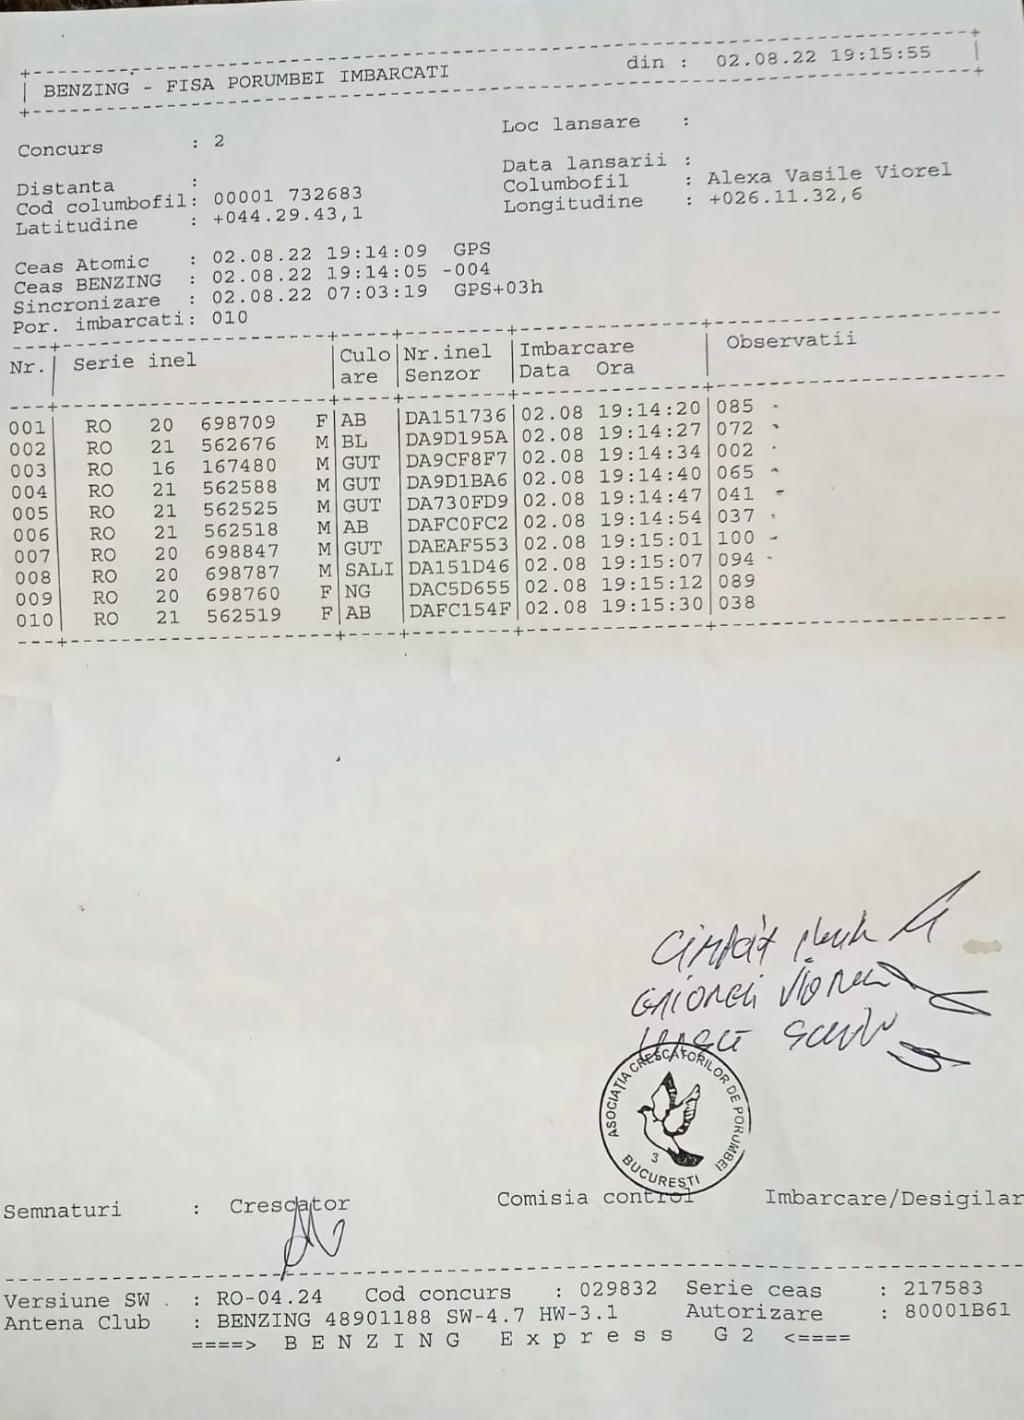 BENZING - FISA PORUMBEI IMBARCATI din : 02.08.22 19:15:55
Concurs : 2 Loc lansare :
Distanta : Data lansarii :
Cod columbofil: 00001 732683 Columbofil : Alexa Vasile Viorel
Latitudine : +044.29.43,1 Longitudine : +026.11.32,6
Ceas Atomic : 02.08.22 19:14:09 GPS
Ceas BENZING : 02.08.22 19:14:05 -004
Sincronizare : 02.08.22 07:03:19 GPS+03h
Por. imbarcati: 010
Nr. Serie inel Culo Nr.inel Imbarcare Observatii
are Senzor Data Ora
001 RO 20 698709 F AB DA151736 02.08 19:14:20 085
002 RO 21 562676 M BL DA9D195A 02.08 19:14:27 072
003 RO 16 167480 M GUT DA9CF8F7 02.08 19:14:34 002
004 RO 21 562588 M GUT DA9D1BA6 02.08 19:14:40 065
005 RO 21 562525 M GUT DA730FD9 02.08 19:14:47 041
006 RO 21 562518 M AB DAFC0FC2 02.08 19:14:54 037
007 RO 20 698847 M GUT DAEAF553 02.08 19:15:01 100
008 RO 20 698787 M SALI DA151D46 02.08 19:15:07 094
009 RO 20 698760 F NG DAC5D655 02.08 19:15:12 089
010 RO 21 562519 F AB DAFC154F 02.08 19:15:30 038
ASOCIAȚIA CRESCATORILOR DE PORUMBEI
3
BUCUREȘTI
Semnaturi : Crescator Comisia control Imbarcare/Desigilar
Versiune SW : RO-04.24 Cod concurs : 029832 Serie ceas : 217583
Antena Club : BENZING 48901188 SW-4.7 HW-3.1 Autorizare : 80001B61
====> B E N Z I N G E x p r e s s G 2 <====